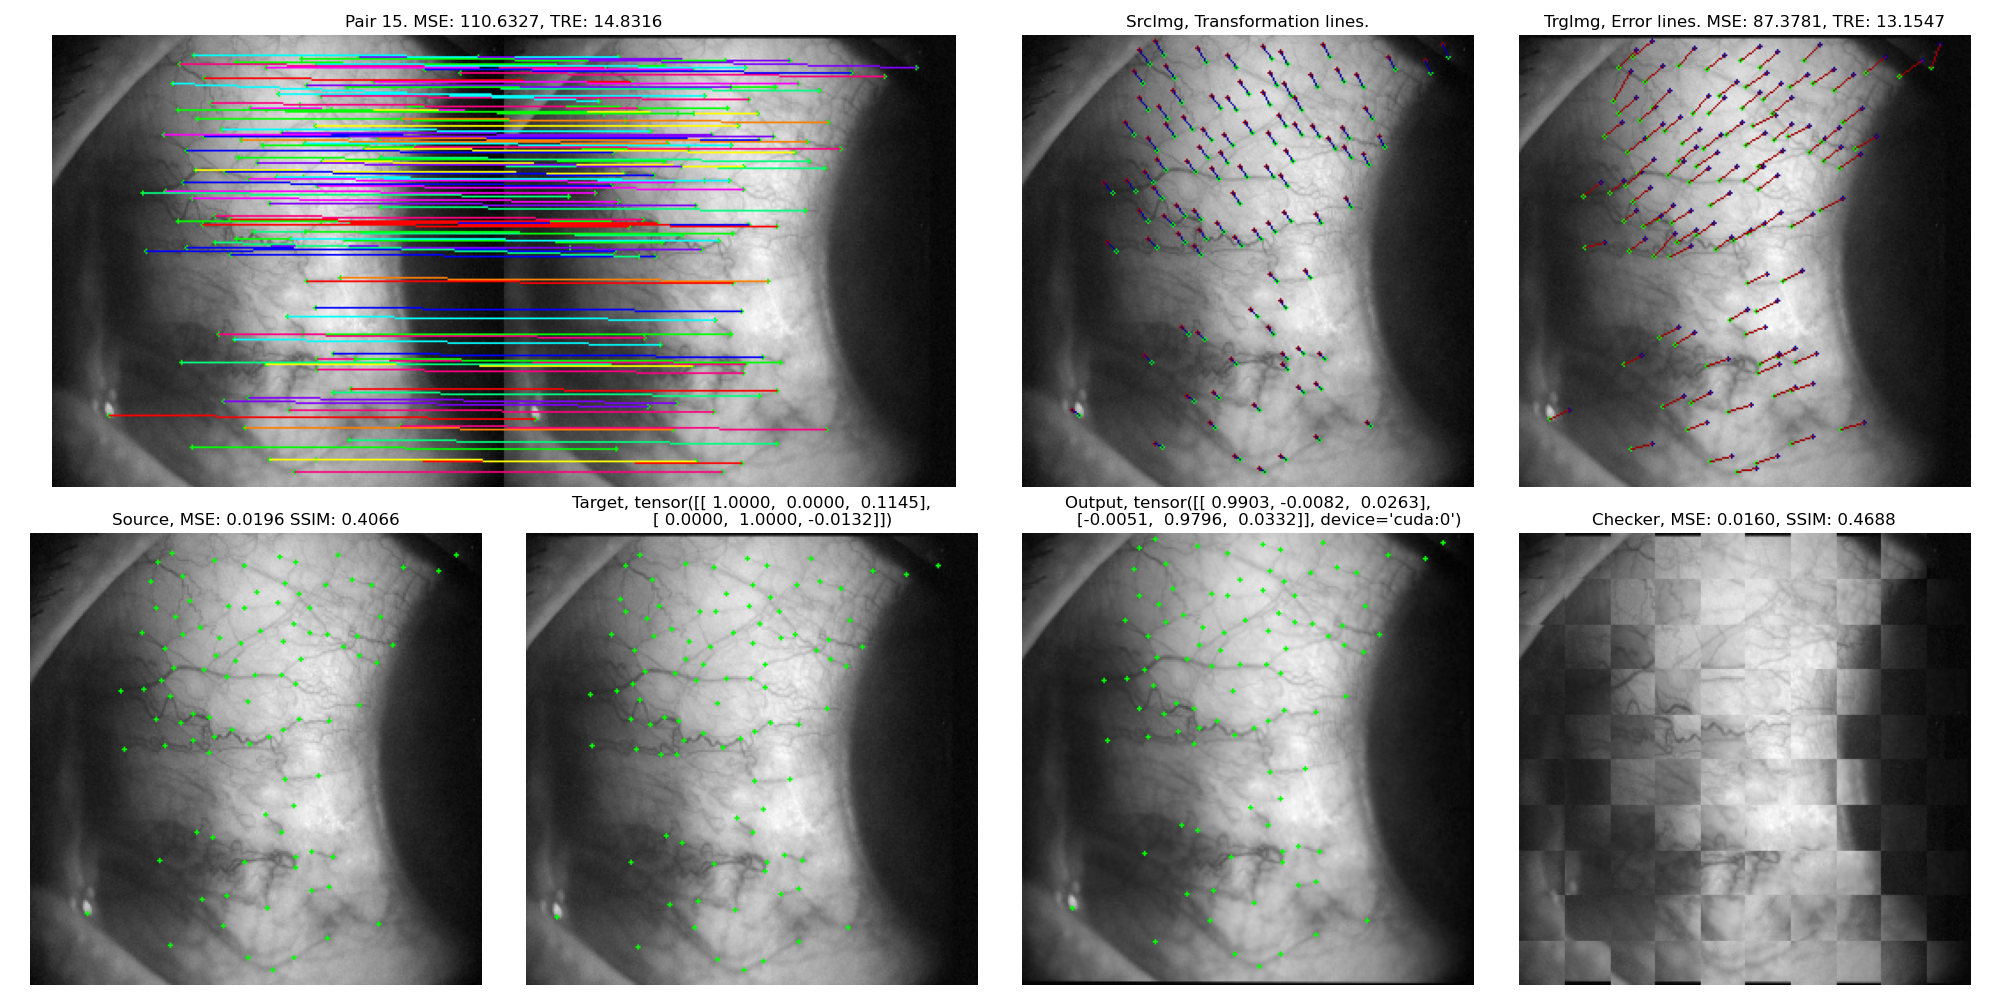 Pair 15. MSE: 110.6327, TRE: 14.8316
SrcImg, Transformation lines.
TrgImg, Error lines. MSE: 87.3781, TRE: 13.1547
Source, MSE: 0.0196 SSIM: 0.4066
Target, tensor([[ 1.0000, 0.0000, 0.1145],
[ 0.0000, 1.0000, -0.0132]])
Output, tensor([[ 0.9903, -0.0082, 0.0263],
[-0.0051, 0.9796, 0.0332]], device='cuda:0')
Checker, MSE: 0.0160, SSIM: 0.4688